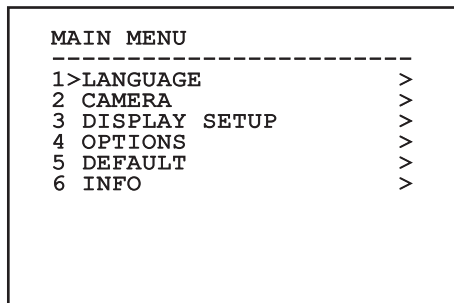 MAIN MENU
-------------------------
1>LANGUAGE >
2 CAMERA >
3 DISPLAY SETUP >
4 OPTIONS >
5 DEFAULT >
6 INFO >